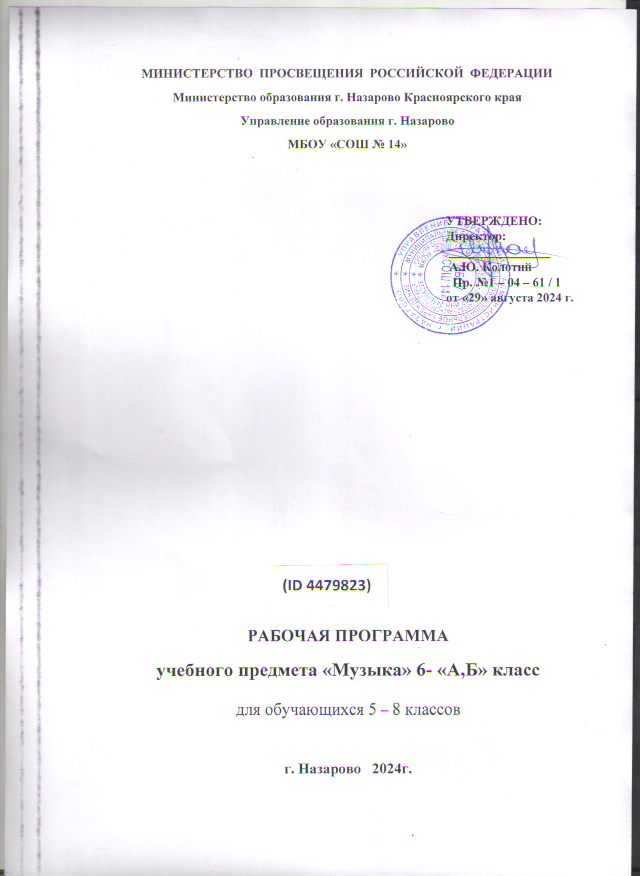 МИНИСТЕРСТВО ПРОСВЕЩЕНИЯ РОССИЙСКОЙ ФЕДЕРАЦИИ
Министерство образования г. Назарово Красноярского края
Управление образования г. Назарово
МБОУ «СОШ № 14»
УТВЕРЖДЕНО:
Директор:
А.Ю. Колотий
Пр. №1 – 04 – 61 / 1
от «29» августа 2024 г.
(ID 4479823)
РАБОЧАЯ ПРОГРАММА
учебного предмета «Музыка» 6- «А,Б» класс
для обучающихся 5 – 8 классов
г. Назарово 2024г.